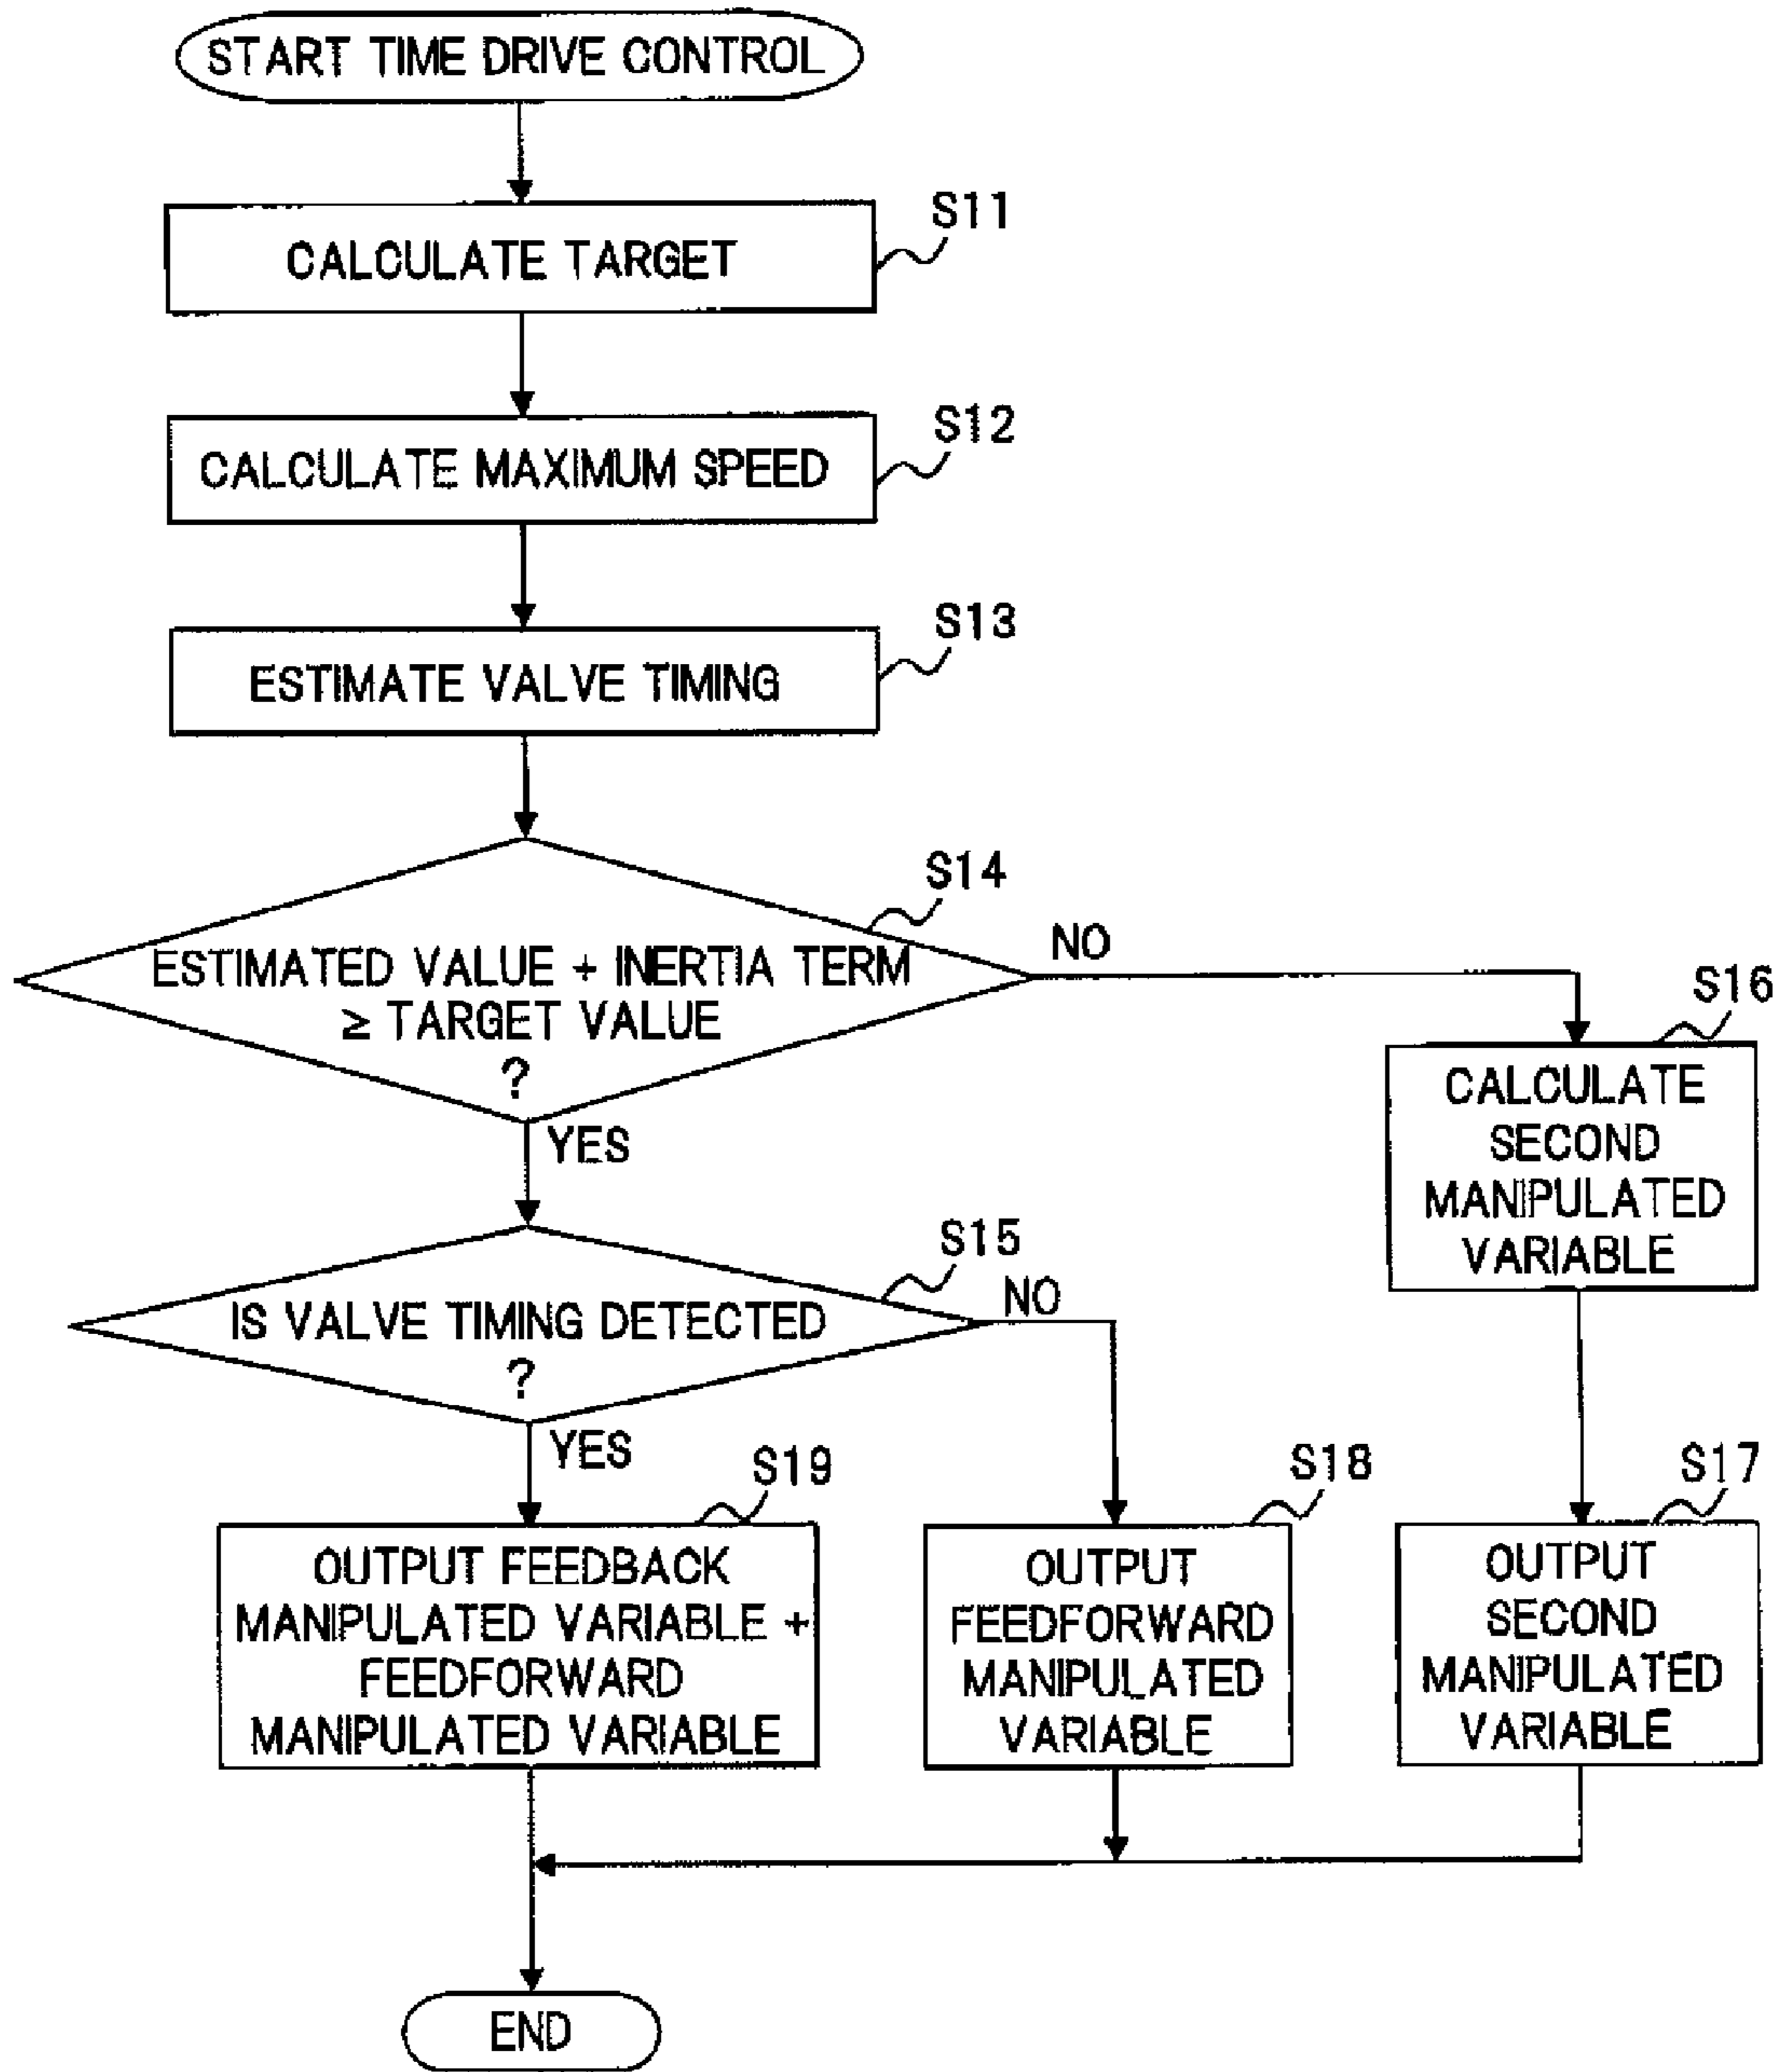 START TIME DRIVE CONTROL
S11
CALCULATE TARGET
S12
CALCULATE MAXIMUM SPEED
S13
ESTIMATE VALVE TIMING
S14
ESTIMATED VALUE + INERTIA TERM
≥ TARGET VALUE
?
NO
YES
S16
CALCULATE
SECOND
MANIPULATED
VARIABLE
S15
IS VALVE TIMING DETECTED
?
NO
YES
S19
OUTPUT FEEDBACK
MANIPULATED VARIABLE +
FEEDFORWARD
MANIPULATED VARIABLE
S18
OUTPUT
FEEDFORWARD
MANIPULATED
VARIABLE
S17
OUTPUT
SECOND
MANIPULATED
VARIABLE
END